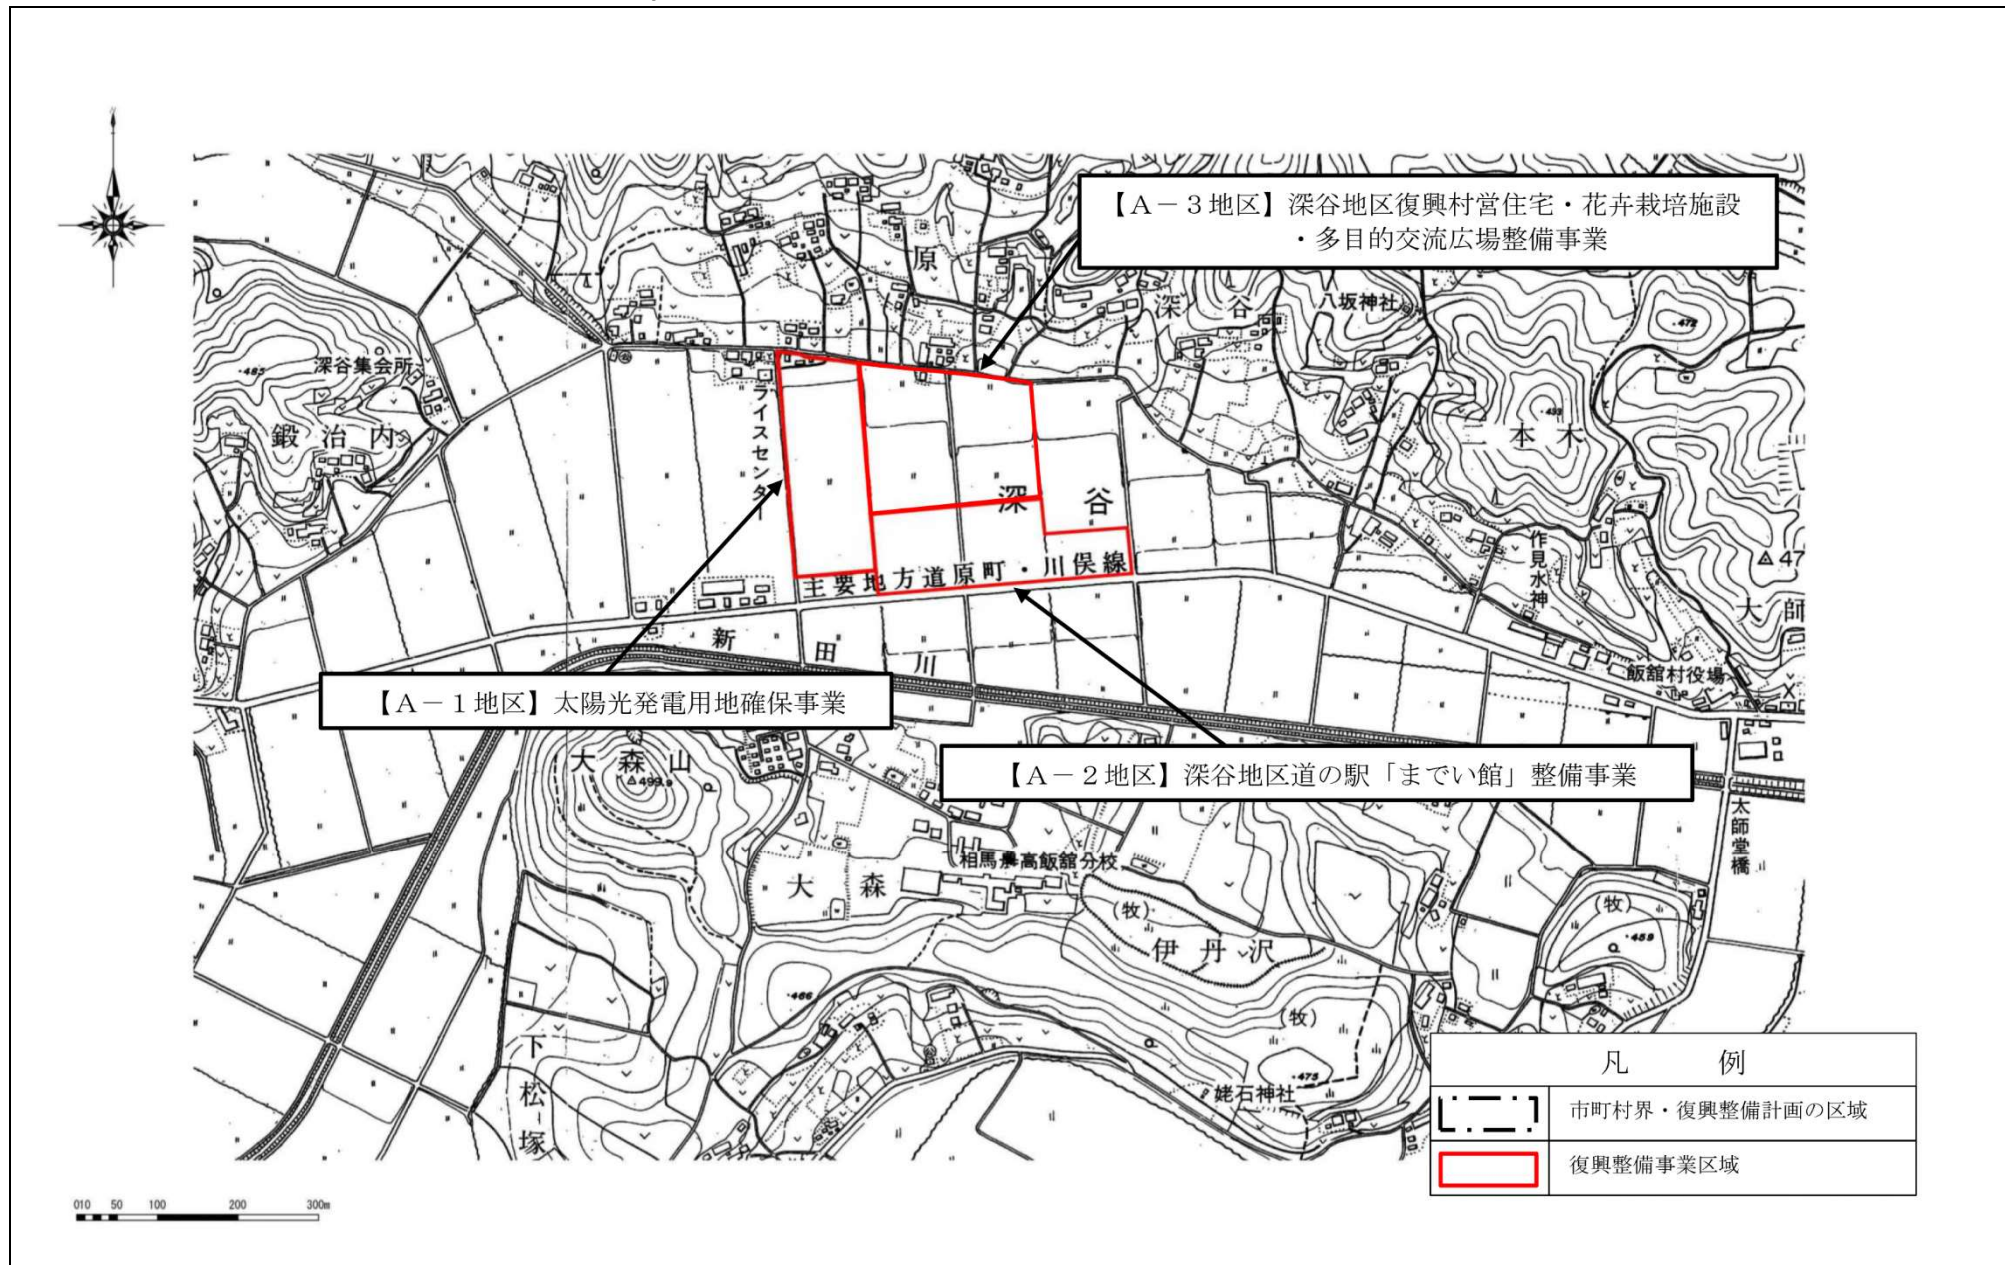 【A－3地区】深谷地区復興村営住宅・花卉栽培施設
・多目的交流広場整備事業
原
深谷
八坂神社
・472
深谷集会所
・485
鍛治内
ライスセンター
本木
深谷
主要地方道原町・川俣線
作見水神
大師
新田川
飯舘村役場
【A－1地区】太陽光発電用地確保事業
【A－2地区】深谷地区道の駅「までい館」整備事業
大森山
499.9
太師堂橋
相馬農高飯舘分校
大森
(牧)
(牧)
・459
伊丹沢
・466
(牧)
・475
姥石神社
下松塚
凡例
市町村界・復興整備計画の区域
復興整備事業区域
010 50 100 200 300m